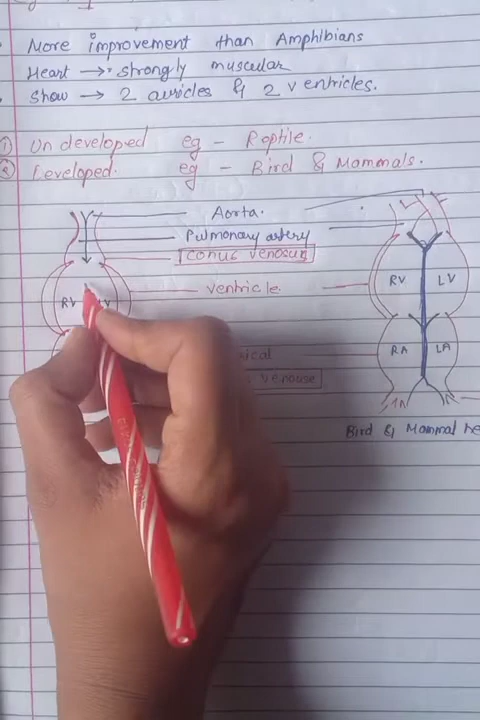 More improvement than Amphibians
Heart → strongly muscular
Show → 2 auricles & 2 ventricles.
① Undeveloped eg - Reptile.
② Developed. eg - Bird & Mammals.
Aorta.
Pulmonary artery
Conus venosus
Ventricle.
RV
LV
RV LV
RA LA
Bird & Mammal